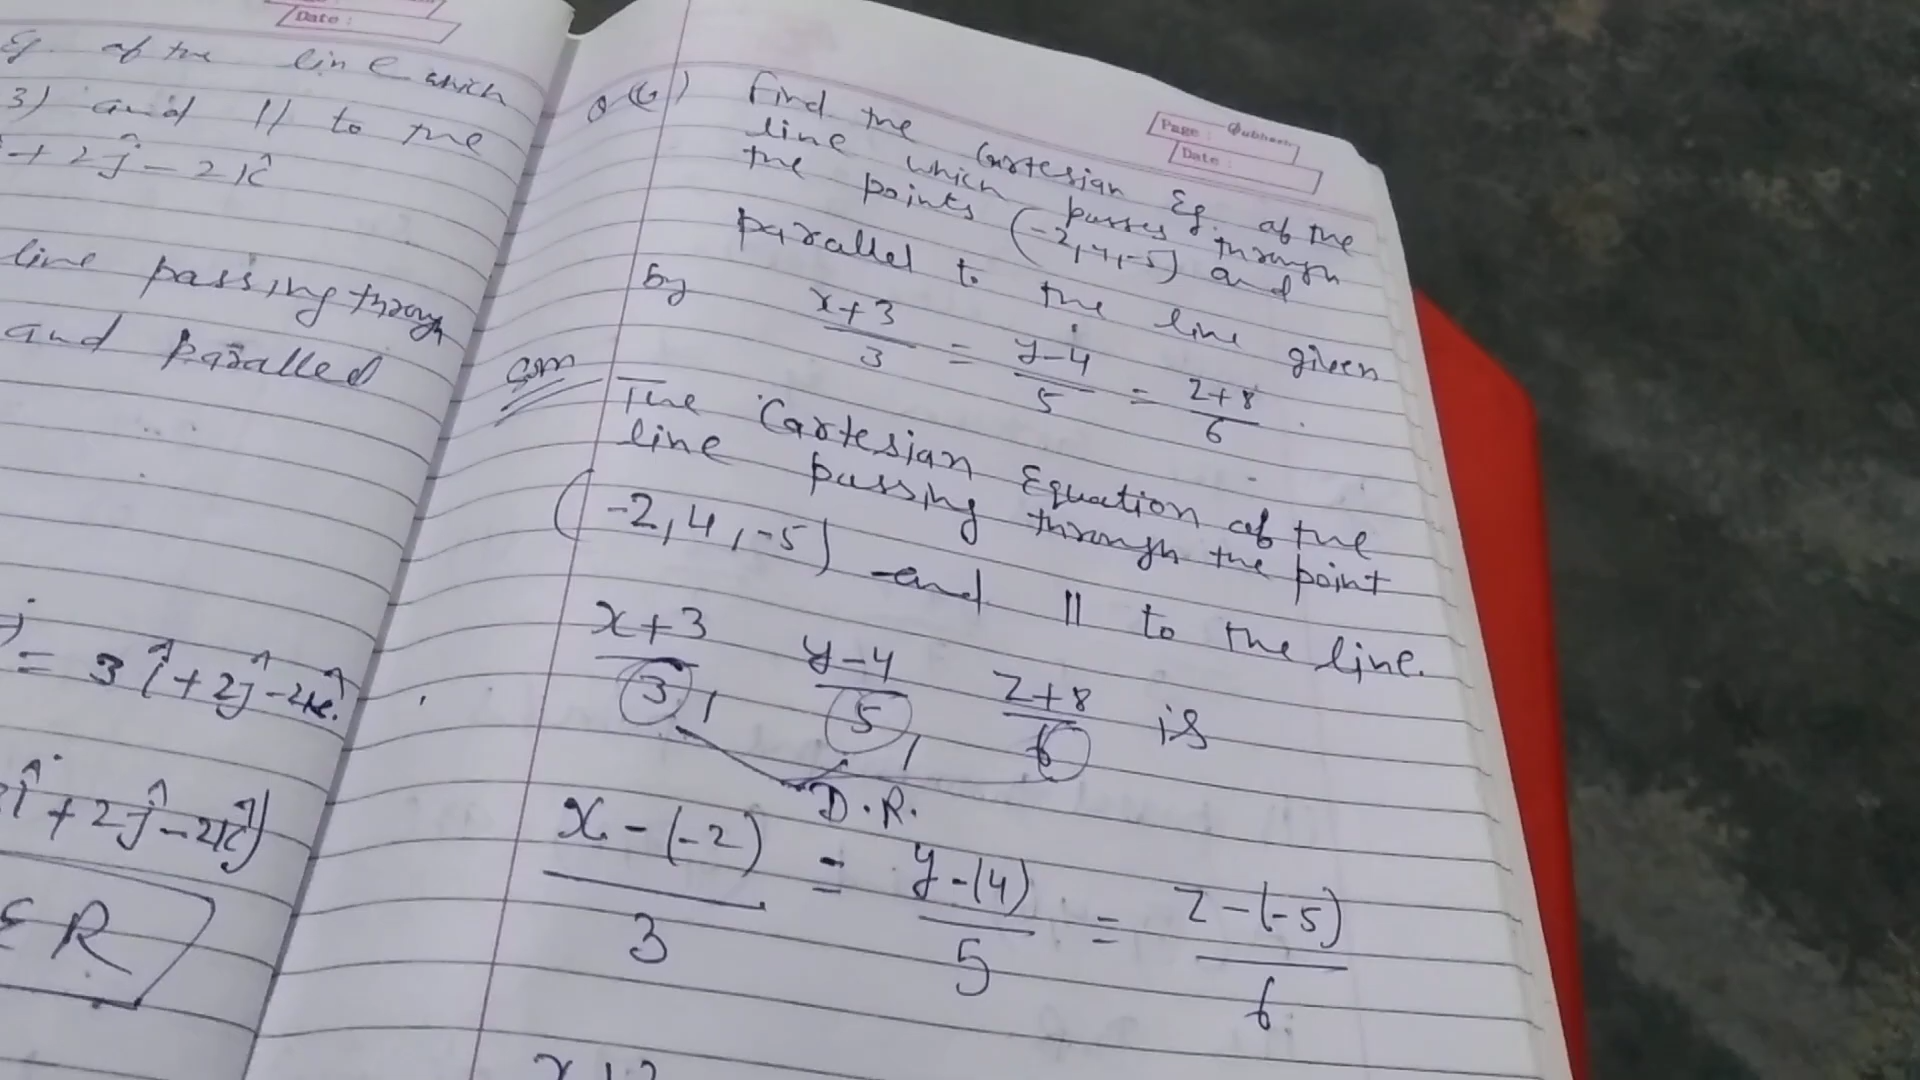 Date :
Eq. of the line which
3) and || to the
+ 2ĵ - 2k̂
line passing through
and paralled
= 3î + 2ĵ - 2k̂.
î + 2ĵ - 2k̂)
ε R
Page :
Date :
Q (6) Find the Cartesian Eq. of the
line which passes through
the points (-2, 4, -5) and
parallel to the line given
by x+3/3 = y-4/5 = z+8/6 .
Som
The Cartesian Equation of the
line passing through the point
(-2, 4, -5) and || to the line.
x+3/3 , y-4/5 , z+8/6 is
D.R.
x-(-2)/3 = y-(4)/5 = z-(-5)/6